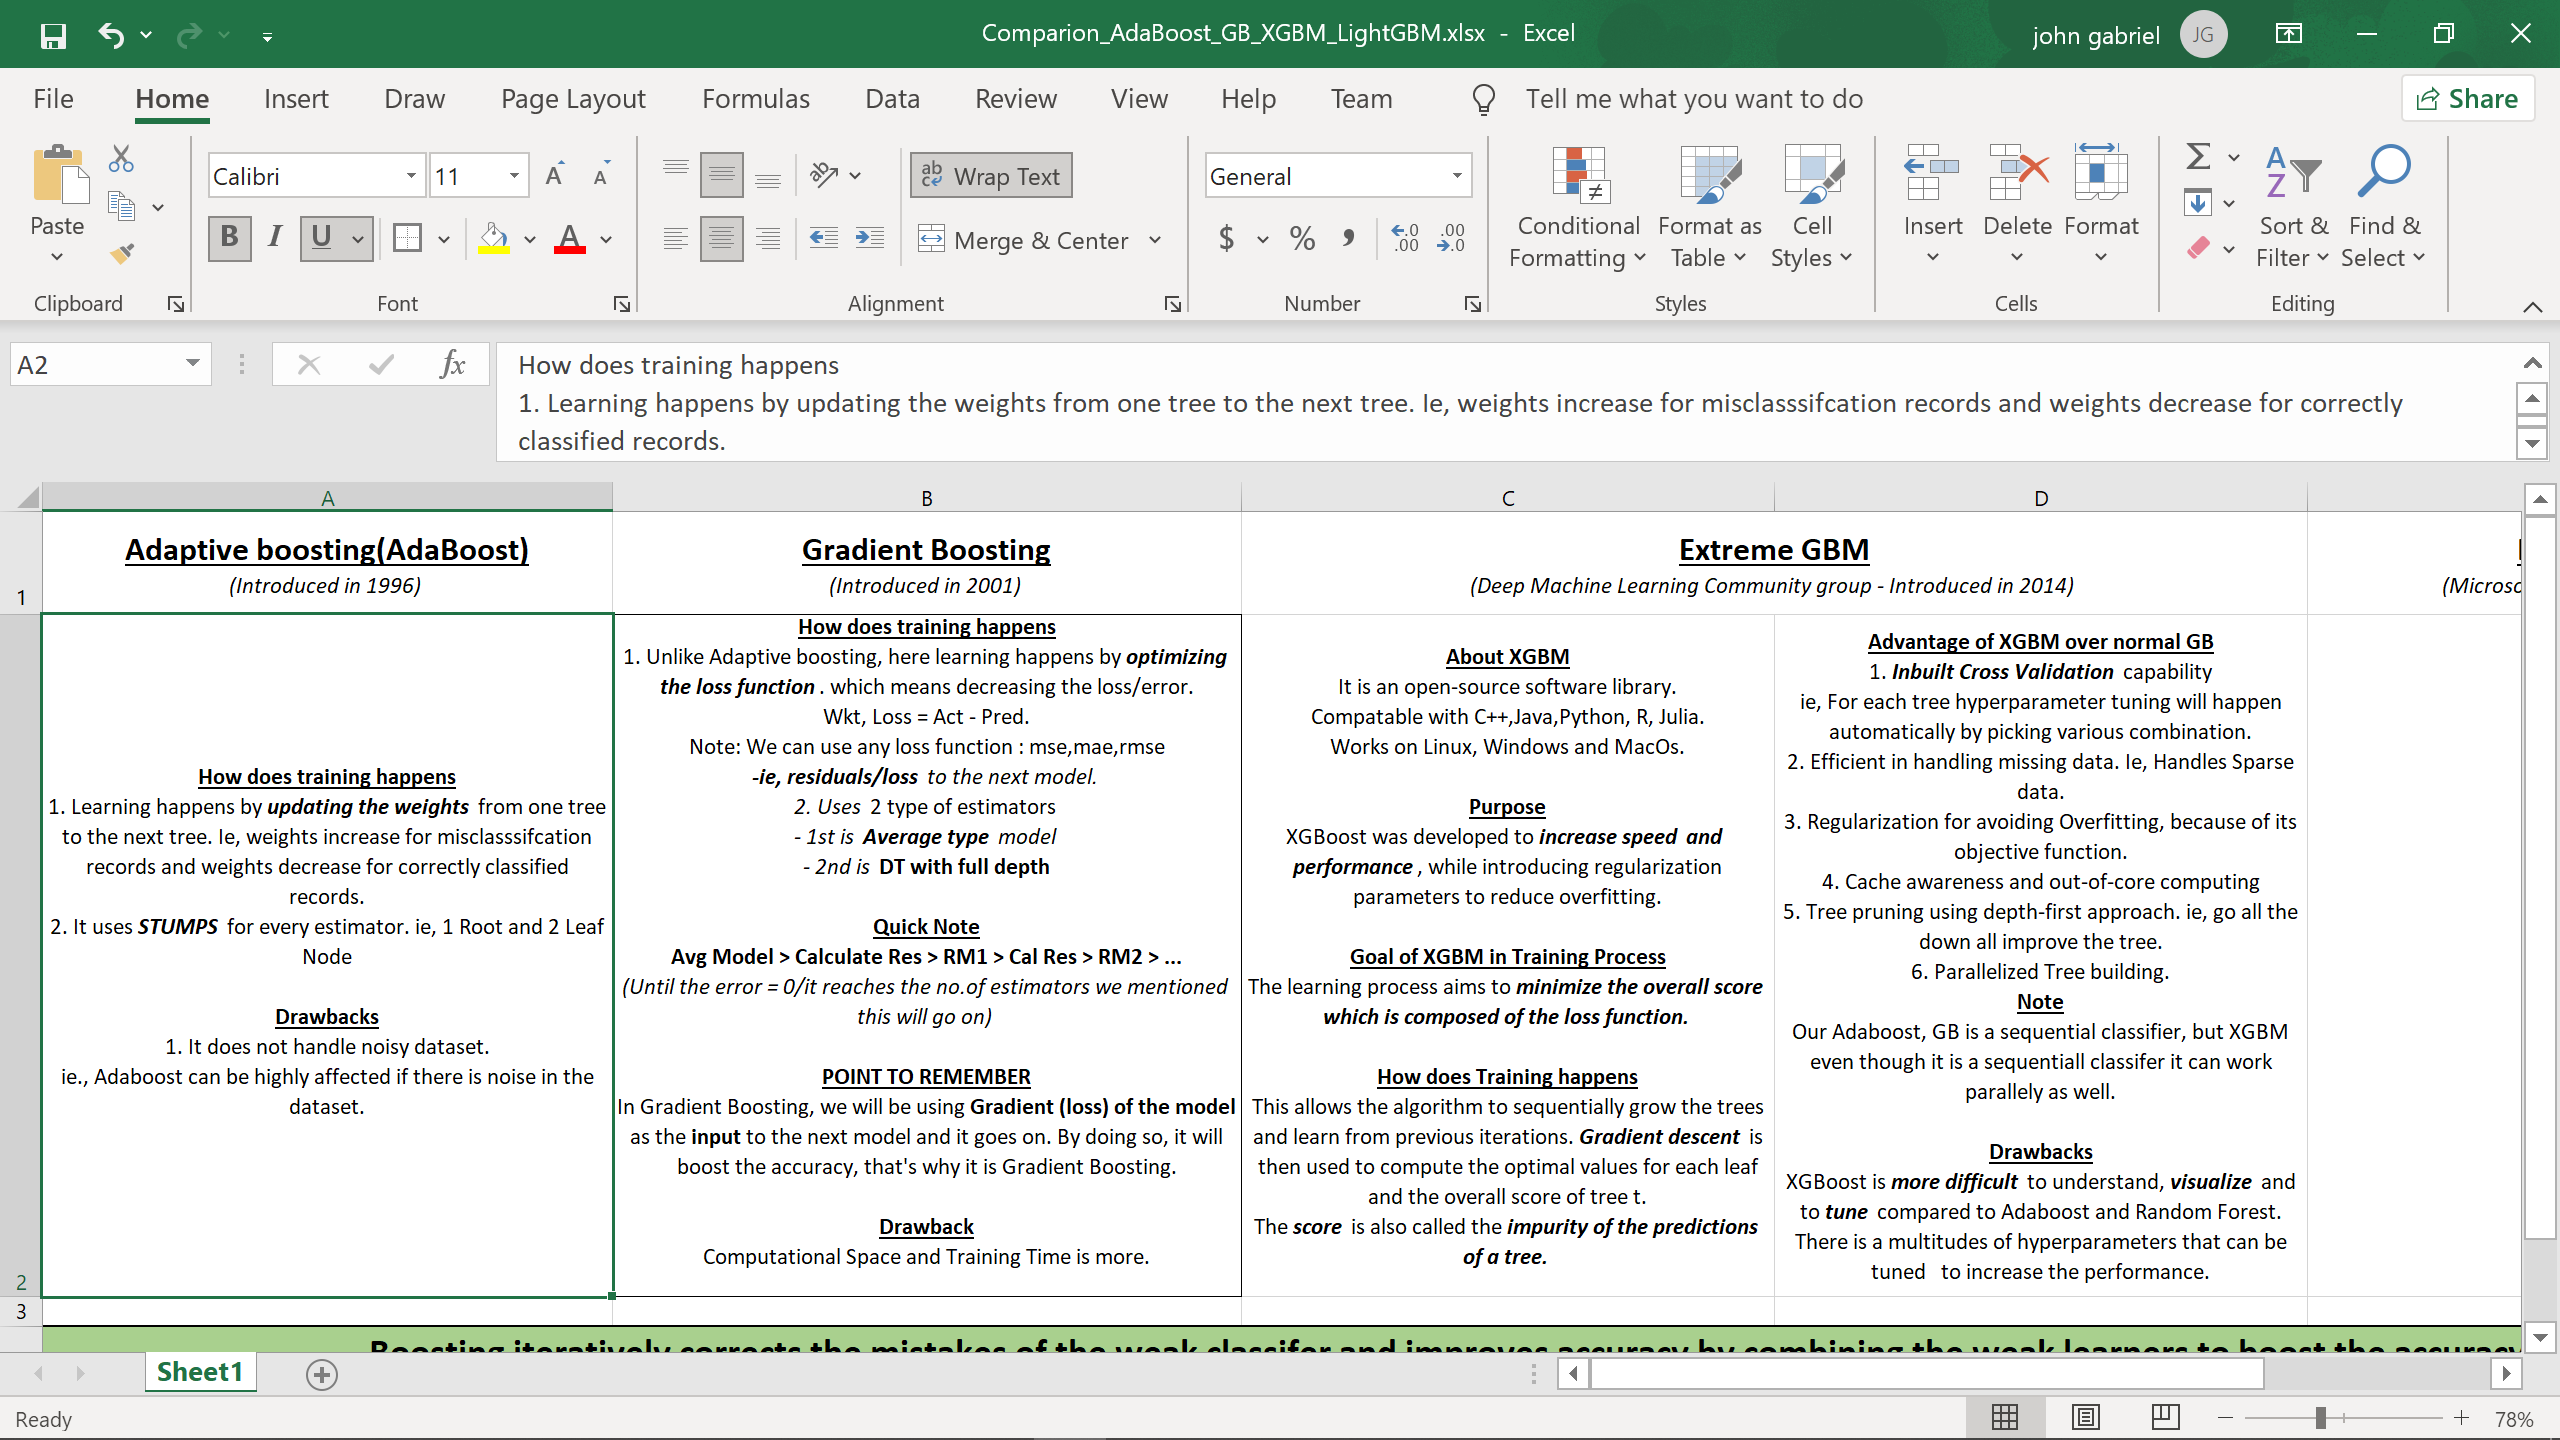 Comparion_AdaBoost_GB_XGBM_LightGBM.xlsx - Excel
john gabriel
JG
File
Home
Insert
Draw
Page Layout
Formulas
Data
Review
View
Help
Team
Tell me what you want to do
Share
Paste
Clipboard
Calibri
11
Font
Wrap Text
Merge & Center
Alignment
General
Number
Conditional
Formatting
Format as
Table
Cell
Styles
Styles
Insert
Delete
Format
Cells
Sort &
Filter
Find &
Select
Editing
A2
How does training happens
1. Learning happens by updating the weights from one tree to the next tree. Ie, weights increase for misclasssifcation records and weights decrease for correctly
classified records.
A
B
C
D
1
Adaptive boosting(AdaBoost)
(Introduced in 1996)
Gradient Boosting
(Introduced in 2001)
Extreme GBM
(Deep Machine Learning Community group - Introduced in 2014)
2
How does training happens
1. Learning happens by updating the weights from one tree
to the next tree. Ie, weights increase for misclasssifcation
records and weights decrease for correctly classified
records.
2. It uses STUMPS for every estimator. ie, 1 Root and 2 Leaf
Node
Drawbacks
1. It does not handle noisy dataset.
ie., Adaboost can be highly affected if there is noise in the
dataset.
How does training happens
1. Unlike Adaptive boosting, here learning happens by optimizing
the loss function . which means decreasing the loss/error.
Wkt, Loss = Act - Pred.
Note: We can use any loss function : mse,mae,rmse
-ie, residuals/loss to the next model.
2. Uses 2 type of estimators
- 1st is Average type model
- 2nd is DT with full depth
Quick Note
Avg Model > Calculate Res > RM1 > Cal Res > RM2 > ...
(Until the error = 0/it reaches the no.of estimators we mentioned
this will go on)
POINT TO REMEMBER
In Gradient Boosting, we will be using Gradient (loss) of the model
as the input to the next model and it goes on. By doing so, it will
boost the accuracy, that's why it is Gradient Boosting.
Drawback
Computational Space and Training Time is more.
About XGBM
It is an open-source software library.
Compatable with C++,Java,Python, R, Julia.
Works on Linux, Windows and MacOs.
Purpose
XGBoost was developed to increase speed and
performance , while introducing regularization
parameters to reduce overfitting.
Goal of XGBM in Training Process
The learning process aims to minimize the overall score
which is composed of the loss function.
How does Training happens
This allows the algorithm to sequentially grow the trees
and learn from previous iterations. Gradient descent is
then used to compute the optimal values for each leaf
and the overall score of tree t.
The score is also called the impurity of the predictions
of a tree.
Advantage of XGBM over normal GB
1. Inbuilt Cross Validation capability
ie, For each tree hyperparameter tuning will happen
automatically by picking various combination.
2. Efficient in handling missing data. Ie, Handles Sparse
data.
3. Regularization for avoiding Overfitting, because of its
objective function.
4. Cache awareness and out-of-core computing
5. Tree pruning using depth-first approach. ie, go all the
down all improve the tree.
6. Parallelized Tree building.
Note
Our Adaboost, GB is a sequential classifier, but XGBM
even though it is a sequentiall classifer it can work
parallely as well.
Drawbacks
XGBoost is more difficult to understand, visualize and
to tune compared to Adaboost and Random Forest.
There is a multitudes of hyperparameters that can be
tuned to increase the performance.
3
Boosting iteratively corrects the mistakes of the weak classifer and improves accuracy by combining the weak learners to boost the accuracy
Sheet1
Ready
78%